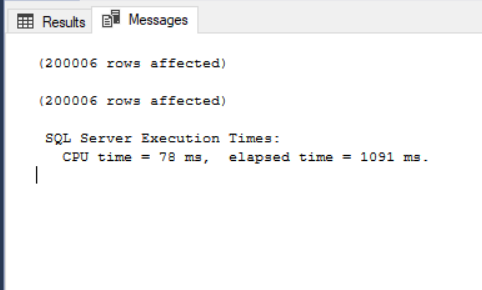 Results Messages
(200006 rows affected)
(200006 rows affected)
SQL Server Execution Times:
CPU time = 78 ms,  elapsed time = 1091 ms.